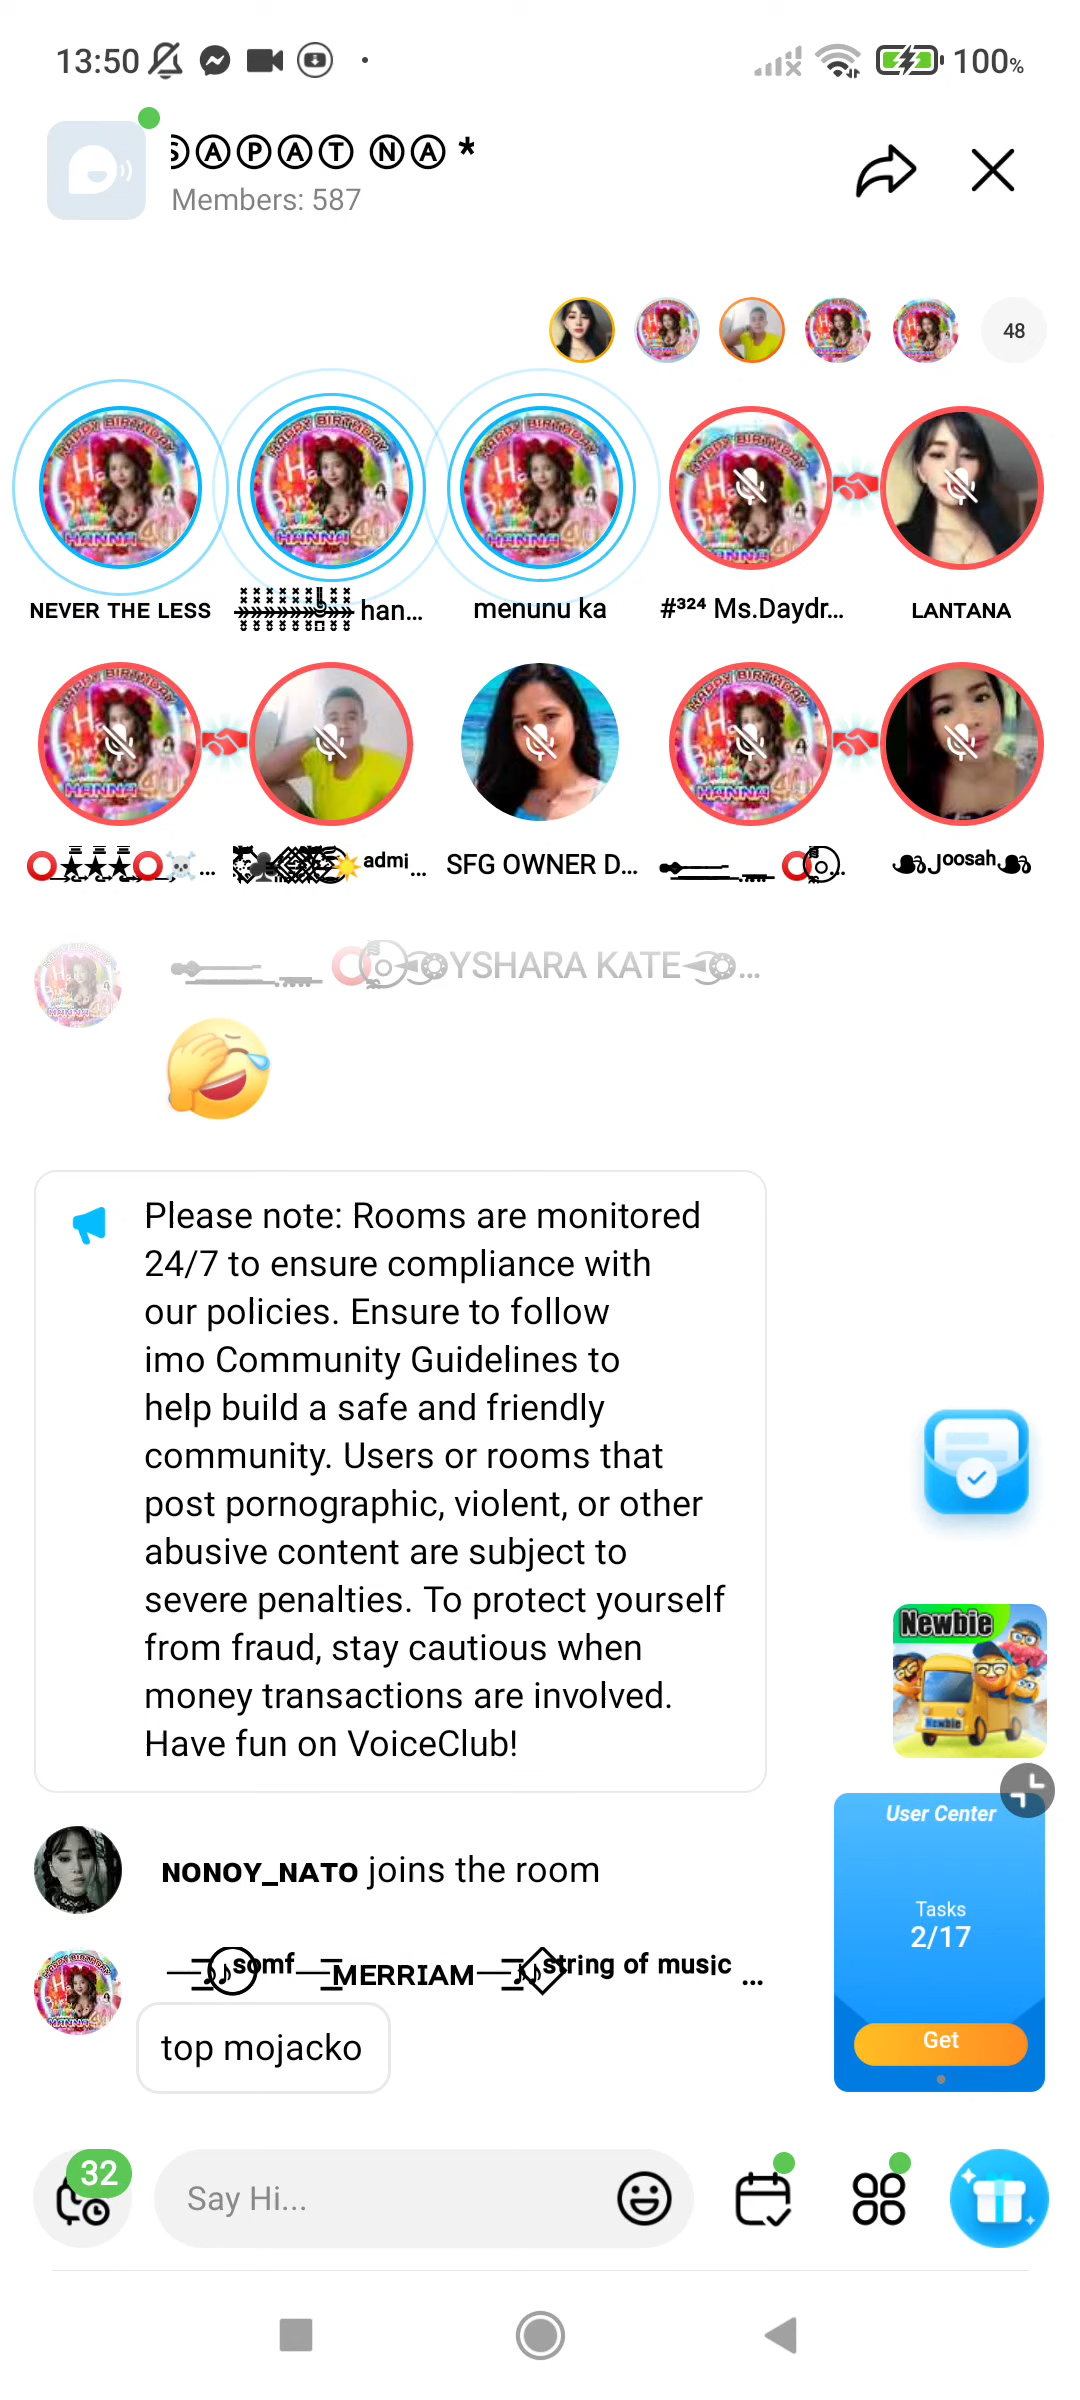 13:50
100%
ⓈⒶⓅⒶⓉ ⓃⒶ *
Members: 587
48
NEVER THE LESS
han...
menunu ka
#³²⁴ Ms.Daydr...
LANTANA
ᵃᵈᵐⁱ...
SFG OWNER D...
Jᵒᵒˢᵃʰ
YSHARA KATE
Please note: Rooms are monitored
24/7 to ensure compliance with
our policies. Ensure to follow
imo Community Guidelines to
help build a safe and friendly
community. Users or rooms that
post pornographic, violent, or other
abusive content are subject to
severe penalties. To protect yourself
from fraud, stay cautious when
money transactions are involved.
Have fun on VoiceClub!
Newbie
User Center
Tasks
2/17
Get
NONOY_NATO joins the room
ˢᵒᵐᶠ MERRIAM ˢᵗʳⁱⁿᵍ ᵒᶠ ᵐᵘˢⁱᶜ ...
top mojacko
32
Say Hi...